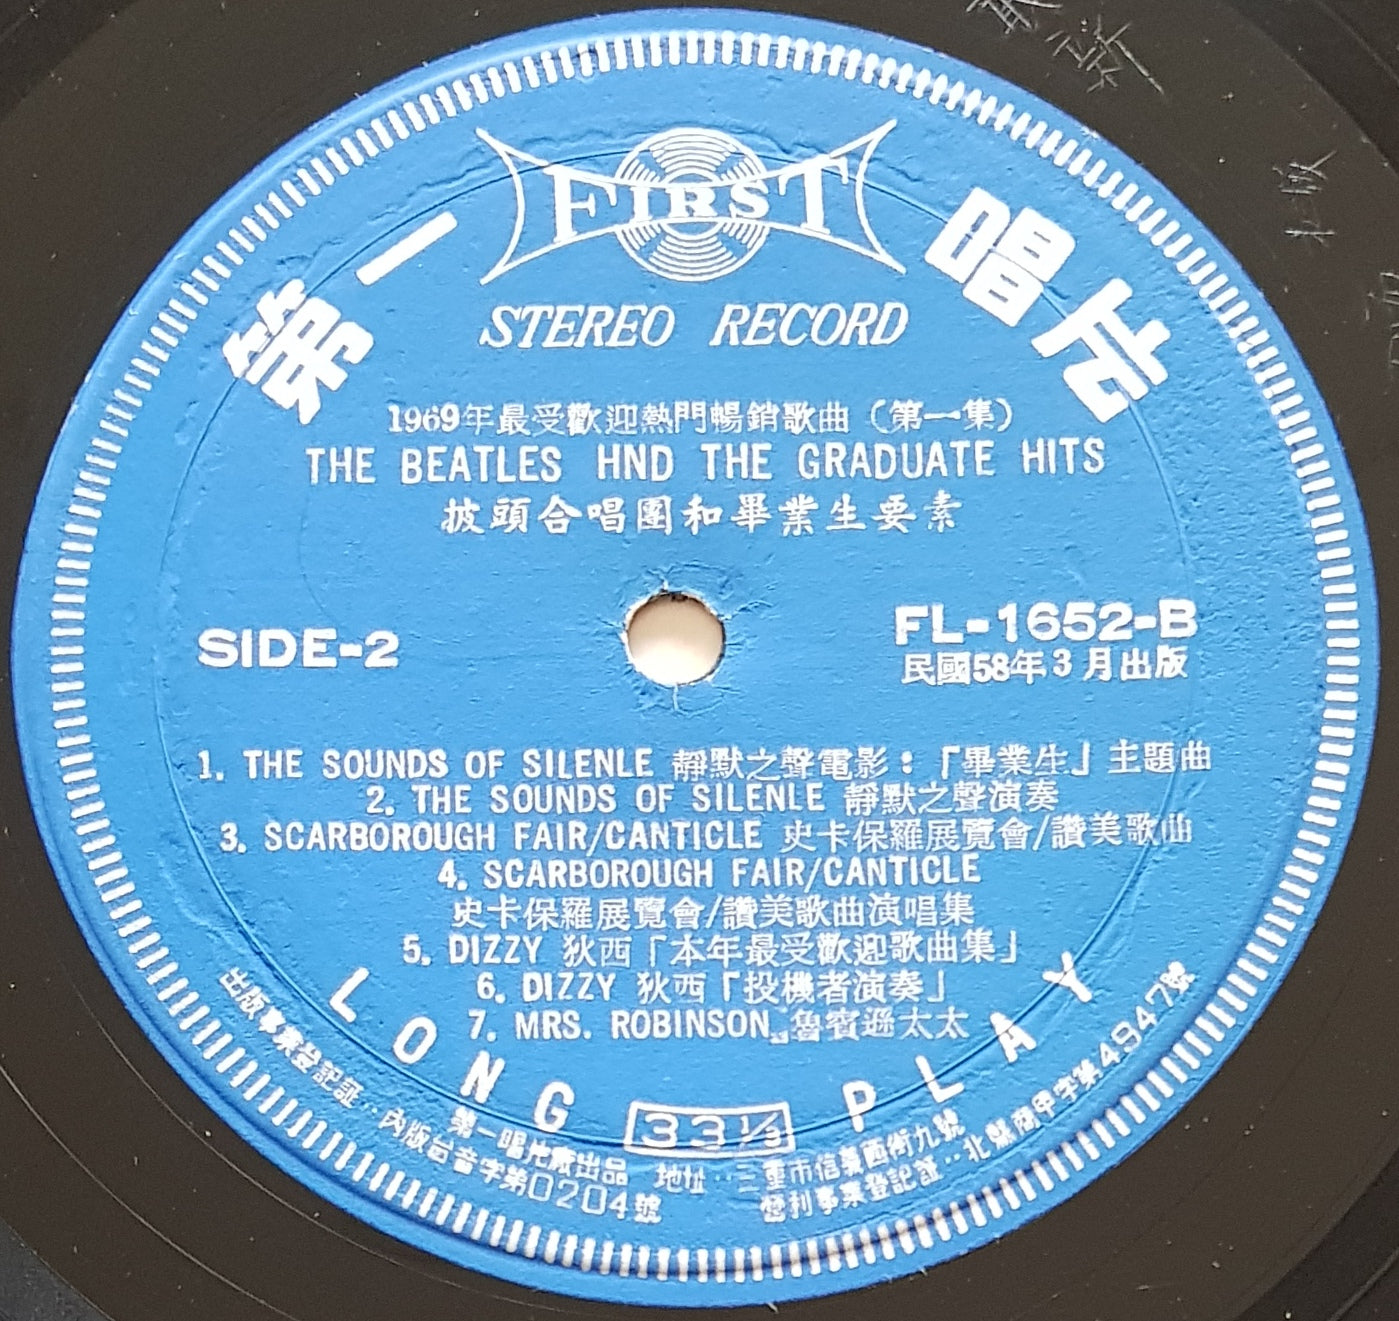 FIRST
第一唱片
STEREO RECORD
1969年最受歡迎熱門暢銷歌曲（第一集）
THE BEATLES HND THE GRADUATE HITS
披頭合唱團和畢業生要素
SIDE-2
FL-1652-B
民國58年3月出版
1. THE SOUNDS OF SILENLE 靜默之聲電影：「畢業生」主題曲
2. THE SOUNDS OF SILENLE 靜默之聲演奏
3. SCARBOROUGH FAIR/CANTICLE 史卡保羅展覽會/讚美歌曲
4. SCARBOROUGH FAIR/CANTICLE
史卡保羅展覽會/讚美歌曲演唱集
5. DIZZY 狄西「本年最受歡迎歌曲集」
6. DIZZY 狄西「投機者演奏」
7. MRS. ROBINSON 魯賓遜太太
LONG PLAY
33⅓
第一唱片廠出品 地址：三重市信義西街九號
出版事業登記証：內版台音字第0204號
營利事業登記証：北縣商甲字第4947號